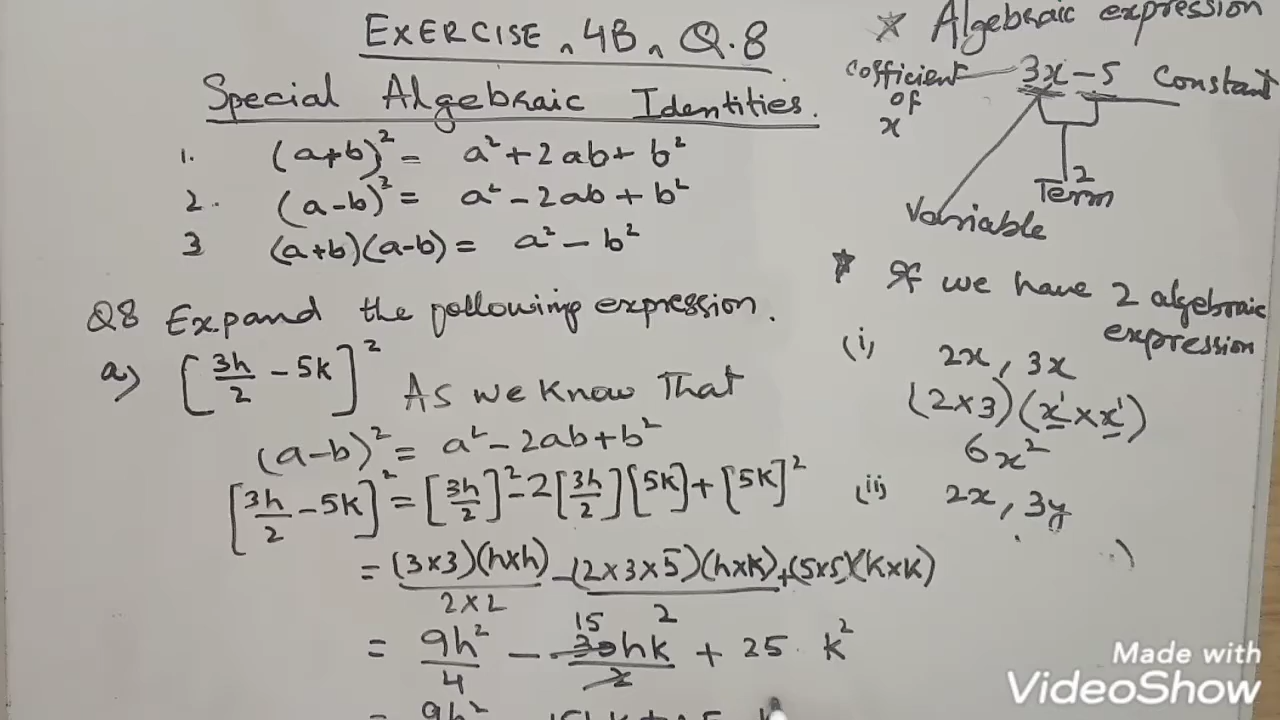 EXERCISE, 4B, Q.8
Special Algebraic Identities.
1. (a+b)² = a² + 2ab + b²
2. (a-b)² = a² - 2ab + b²
3 (a+b)(a-b) = a² - b²
Q8 Expand the following expression.
a) [3h/2 - 5k]² As we know That
(a-b)² = a² - 2ab + b²
[3h/2 - 5k]² = [3h/2]² - 2[3h/2][5k] + [5k]²
= (3×3)(h×h)/2×2 - (2×3×5)(h×k)/2 + (5×5)(k×k)
= 9h²/4 - 30hk/2 + 25 k²
15
= 9h²
* Algebraic expression
cofficient of x
3x - 5 Constant
2 Term
Variable
* If we have 2 algebraic
expression
(i) 2x, 3x
(2×3)(x¹×x¹)
6x²
(ii) 2x, 3y
Made with
VideoShow